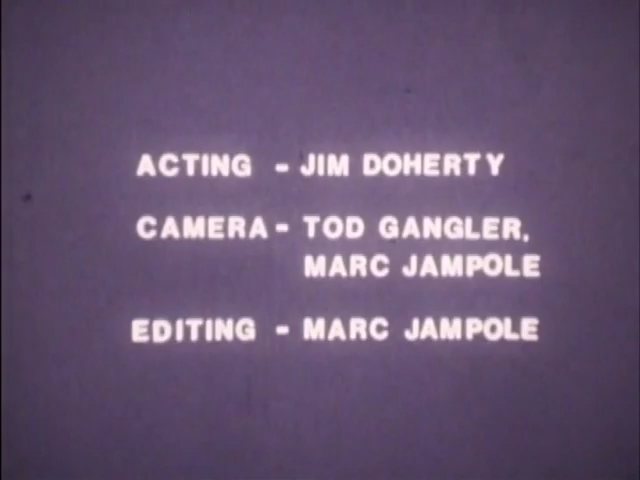 ACTING - JIM DOHERTY
CAMERA - TOD GANGLER,
MARC JAMPOLE
EDITING - MARC JAMPOLE